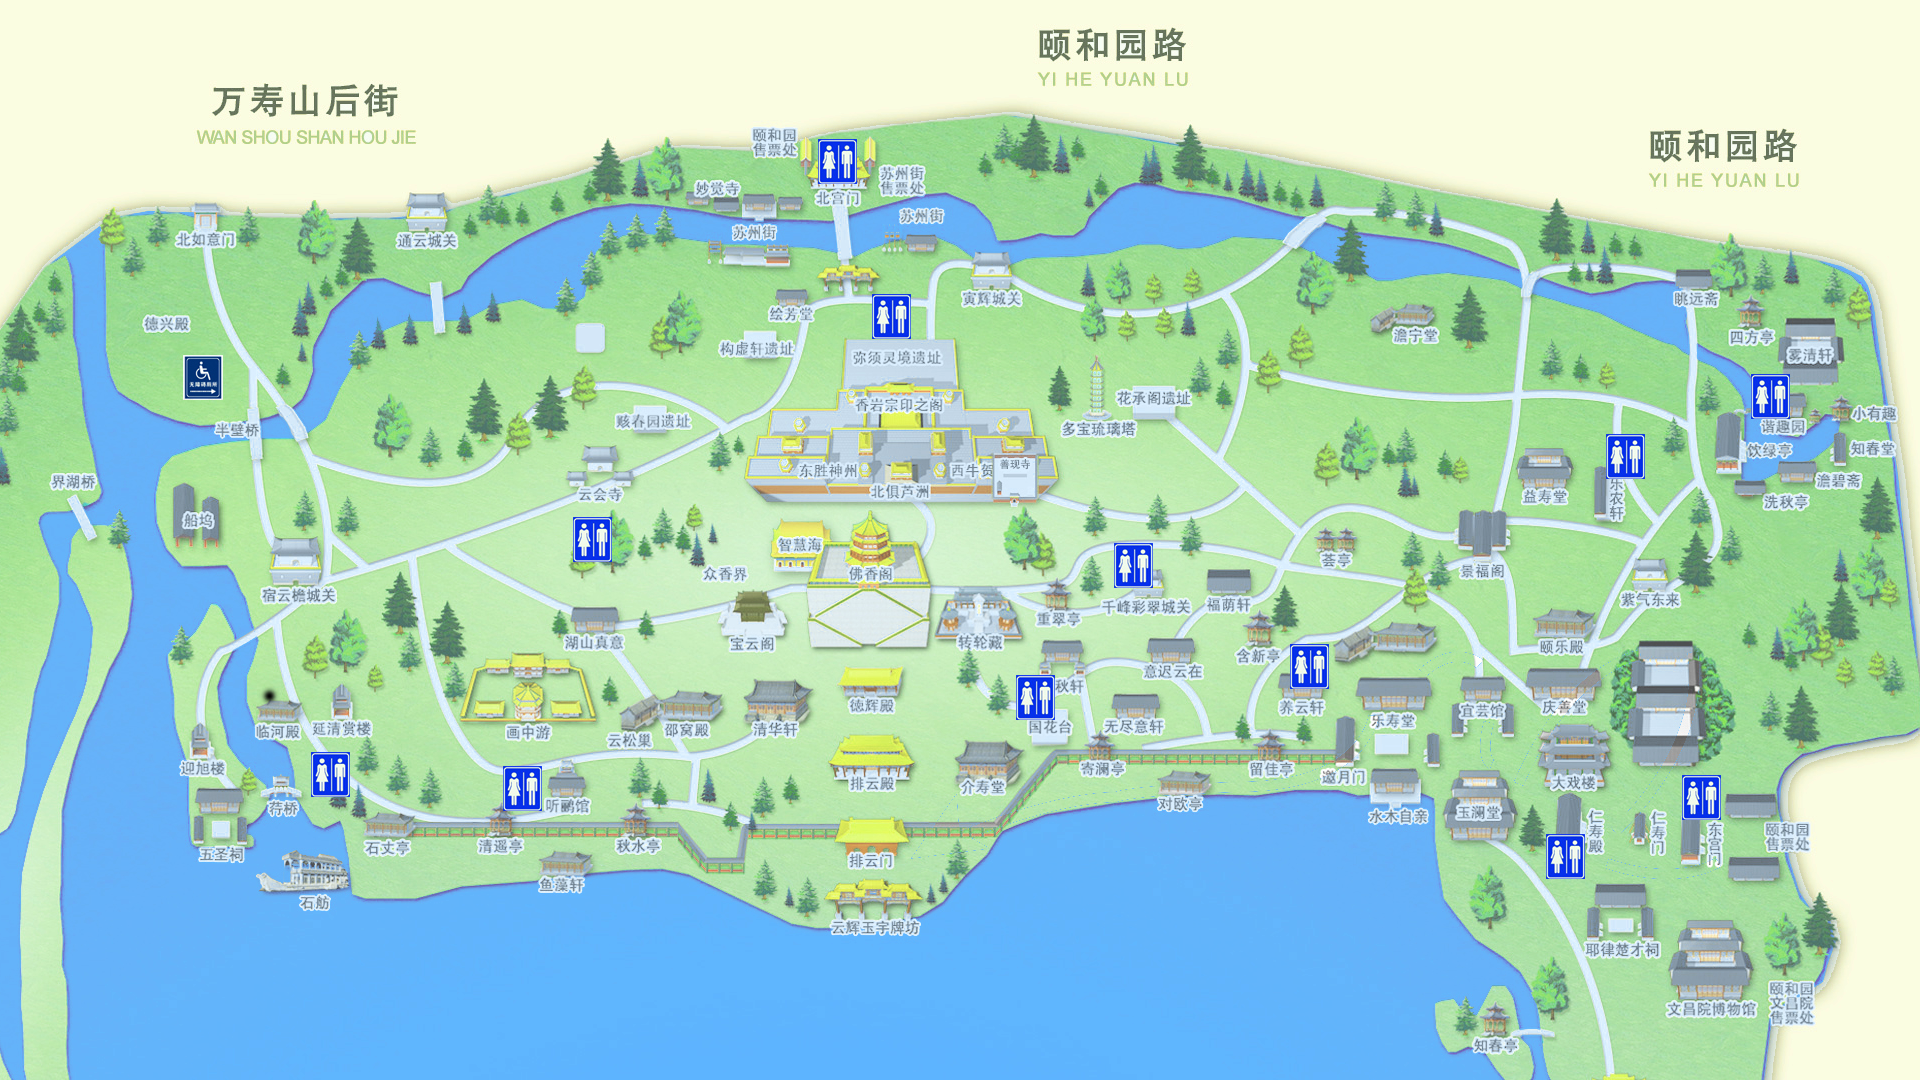 颐和园路
YI HE YUAN LU
万寿山后街
WAN SHOU SHAN HOU JIE
颐和园路
YI HE YUAN LU
颐和园
售票处
苏州街
售票处
妙觉寺
北宫门
苏州街
苏州街
北如意门
通云城关
寅辉城关
眺远斋
绘芳堂
德兴殿
澹宁堂
四方亭
构虚轩遗址
弥须灵境遗址
霁清轩
无障碍厕所
花承阁遗址
香岩宗印之阁
小有趣
赅春园遗址
谐趣园
半壁桥
多宝琉璃塔
饮绿亭
知春堂
善现寺
东胜神州
西牛贺
北俱芦洲
界湖桥
云会寺
益寿堂
乐农轩
澹碧斋
洗秋亭
船坞
智慧海
荟亭
景福阁
众香界
佛香阁
宿云檐城关
千峰彩翠城关
福荫轩
紫气东来
重翠亭
湖山真意
宝云阁
转轮藏
含新亭
颐乐殿
意迟云在
秋轩
德辉殿
养云轩
乐寿堂
宜芸馆
庆善堂
临河殿
延清赏楼
画中游
云松巢
邵窝殿
清华轩
国花台
无尽意轩
迎旭楼
寄澜亭
留佳亭
邀月门
排云殿
介寿堂
大戏楼
荇桥
听鹂馆
对欧亭
水木自亲
玉澜堂
仁寿殿
仁寿门
东宫门
颐和园
售票处
五圣祠
石丈亭
清遥亭
秋水亭
排云门
鱼藻轩
石舫
云辉玉宇牌坊
耶律楚才祠
文昌院博物馆
颐和园
文昌院
售票处
知春亭